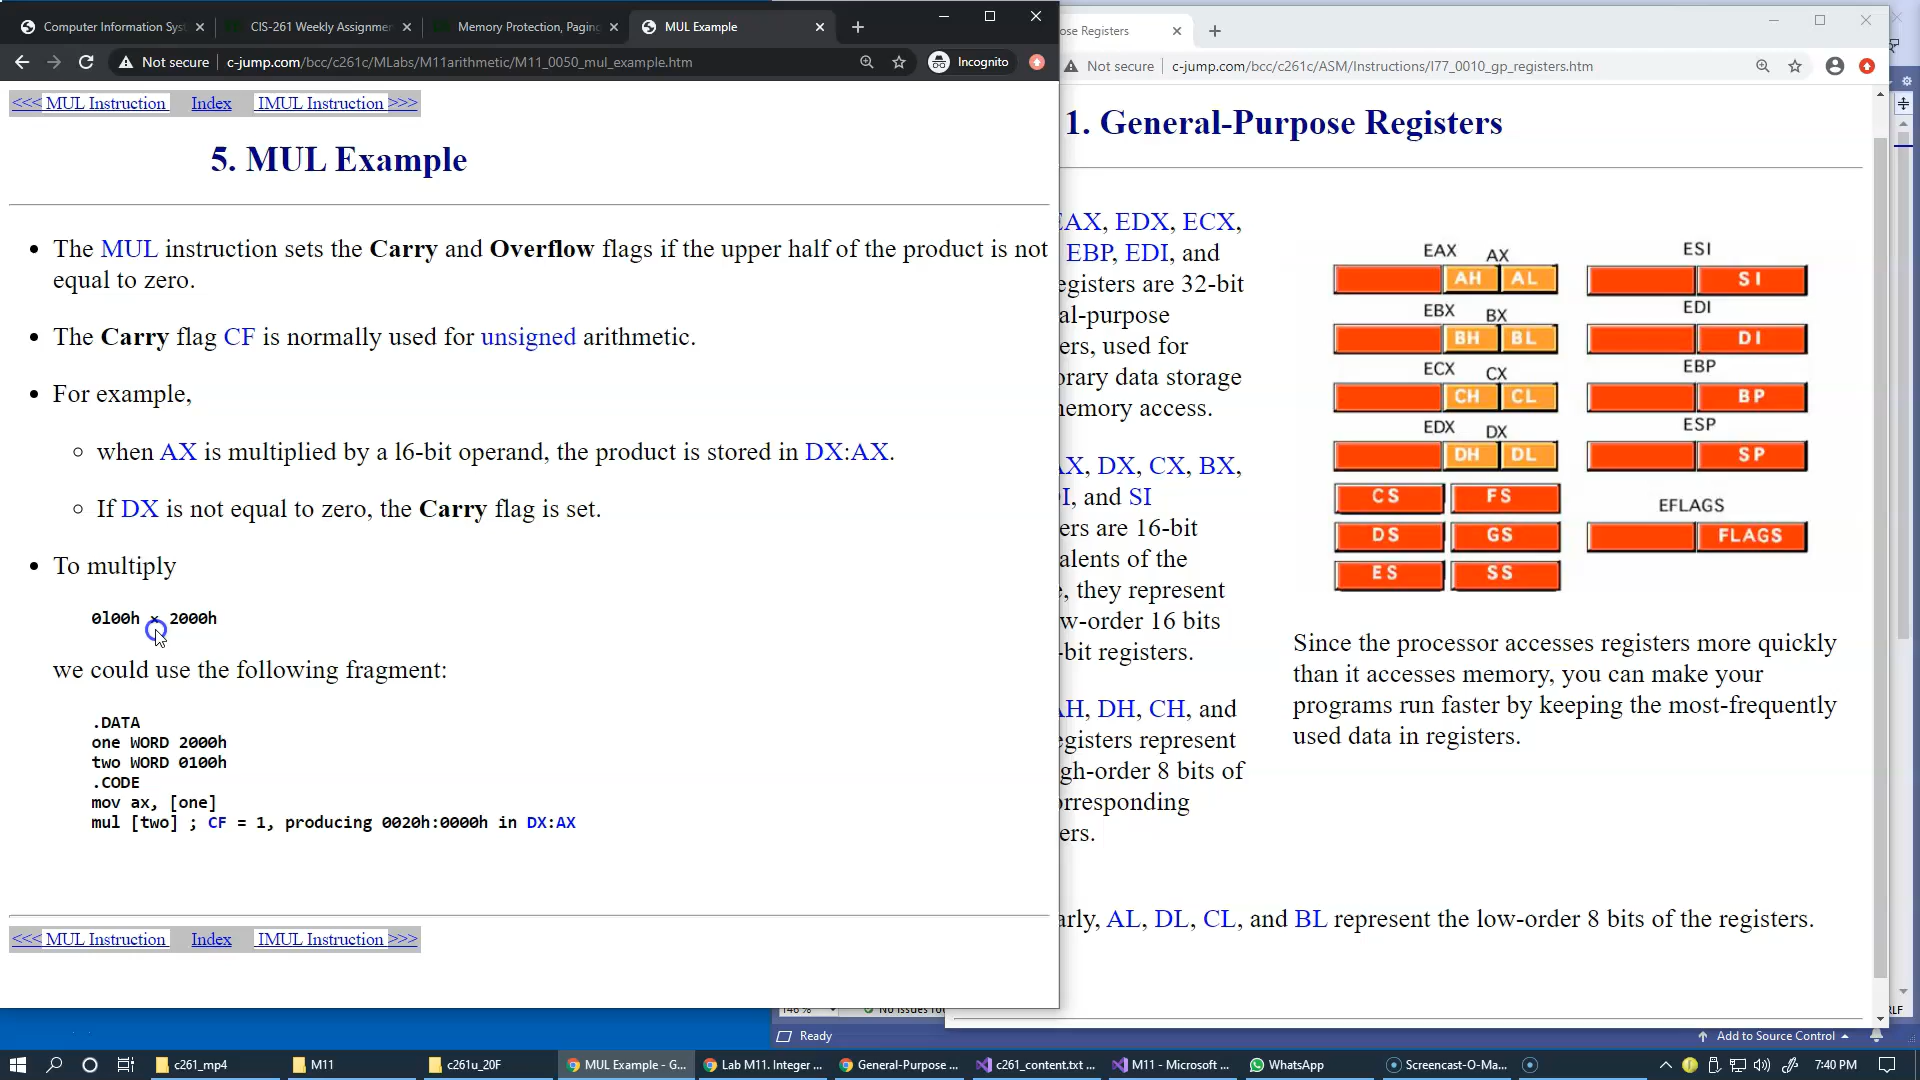 Computer Information Sys
CIS-261 Weekly Assignmen
Memory Protection, Paging
MUL Example
Not secure
c-jump.com/bcc/c261c/MLabs/M11arithmetic/M11_0050_mul_example.htm
Incognito
<<< MUL Instruction Index IMUL Instruction >>>
5. MUL Example
The MUL instruction sets the Carry and Overflow flags if the upper half of the product is not
equal to zero.
The Carry flag CF is normally used for unsigned arithmetic.
For example,
when AX is multiplied by a l6-bit operand, the product is stored in DX:AX.
If DX is not equal to zero, the Carry flag is set.
To multiply
0l00h × 2000h
we could use the following fragment:
.DATA
one WORD 2000h
two WORD 0100h
.CODE
mov ax, [one]
mul [two] ; CF = 1, producing 0020h:0000h in DX:AX
<<< MUL Instruction Index IMUL Instruction >>>
ose Registers
Not secure
c-jump.com/bcc/c261c/ASM/Instructions/I77_0010_gp_registers.htm
1. General-Purpose Registers
EAX, EDX, ECX,
EBP, EDI, and
egisters are 32-bit
al-purpose
ers, used for
orary data storage
nemory access.
AX, DX, CX, BX,
DI, and SI
ers are 16-bit
alents of the
e, they represent
w-order 16 bits
-bit registers.
AH, DH, CH, and
egisters represent
gh-order 8 bits of
orresponding
ers.
EAX AX
AH AL
EBX BX
BH BL
ECX CX
CH CL
EDX DX
DH DL
CS FS
DS GS
ES SS
ESI
SI
EDI
DI
EBP
BP
ESP
SP
EFLAGS
FLAGS
Since the processor accesses registers more quickly
than it accesses memory, you can make your
programs run faster by keeping the most-frequently
used data in registers.
arly, AL, DL, CL, and BL represent the low-order 8 bits of the registers.
146 %
No issues fou
RLF
Ready
Add to Source Control
c261_mp4
M11
c261u_20F
MUL Example - G...
Lab M11. Integer ...
General-Purpose ...
c261_content.txt ...
M11 - Microsoft ...
WhatsApp
Screencast-O-Ma...
7:40 PM